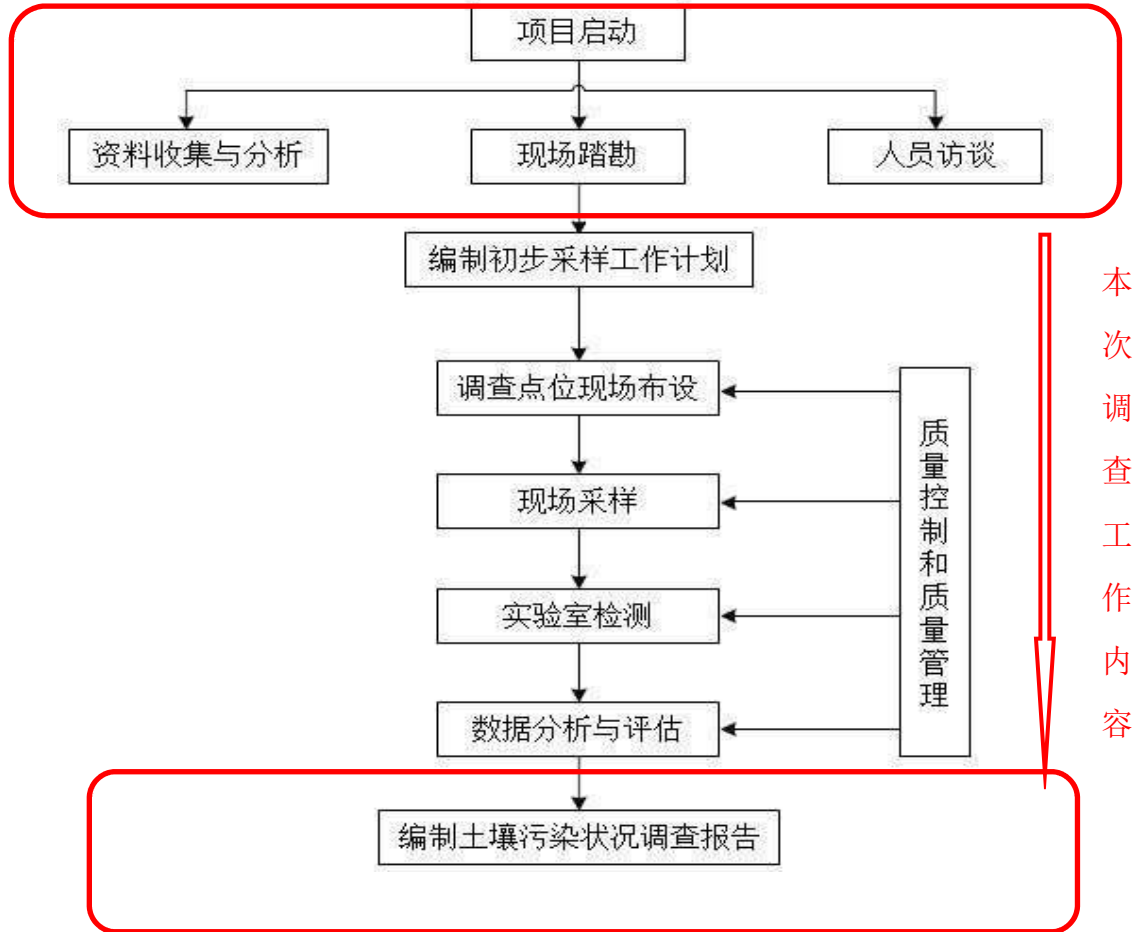 项目启动
资料收集与分析
现场踏勘
人员访谈
编制初步采样工作计划
调查点位现场布设
现场采样
实验室检测
数据分析与评估
质量控制和质量管理
编制土壤污染状况调查报告
本次调查工作内容